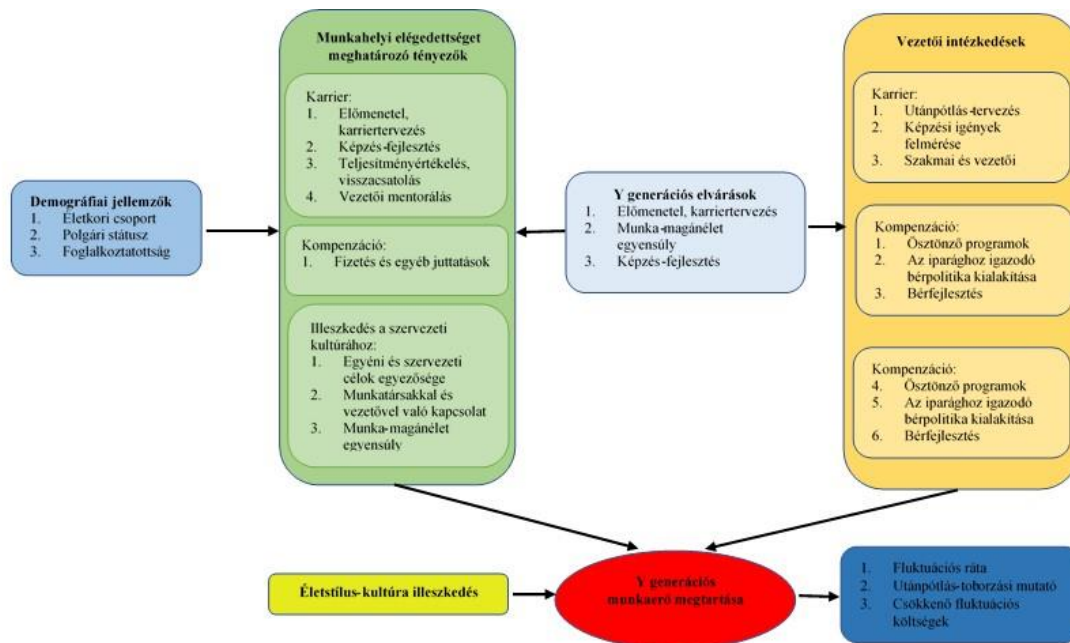 Demográfiai jellemzők
1. Életkori csoport
2. Polgári státusz
3. Foglalkoztatottság
Munkahelyi elégedettséget
meghatározó tényezők
Karrier:
1. Előmenetel,
karriertervezés
2. Képzés-fejlesztés
3. Teljesítményértékelés,
visszacsatolás
4. Vezetői mentorálás
Kompenzáció:
1. Fizetés és egyéb juttatások
Illeszkedés a szervezeti
kultúrához:
1. Egyéni és szervezeti
célok egyezősége
2. Munkatársakkal és
vezetővel való kapcsolat
3. Munka-magánélet
egyensúly
Y generációs elvárások
1. Előmenetel, karriertervezés
2. Munka-magánélet
egyensúly
3. Képzés-fejlesztés
Vezetői intézkedések
Karrier:
1. Utánpótlás-tervezés
2. Képzési igények
felmérése
3. Szakmai és vezetői
Kompenzáció:
1. Ösztönző programok
2. Az iparághoz igazodó
bérpolitika kialakítása
3. Bérfejlesztés
Kompenzáció:
4. Ösztönző programok
5. Az iparághoz igazodó
bérpolitika kialakítása
6. Bérfejlesztés
Életstílus-kultúra illeszkedés
Y generációs
munkaerő megtartása
1. Fluktuációs ráta
2. Utánpótlás-toborzási mutató
3. Csökkenő fluktuációs
költségek